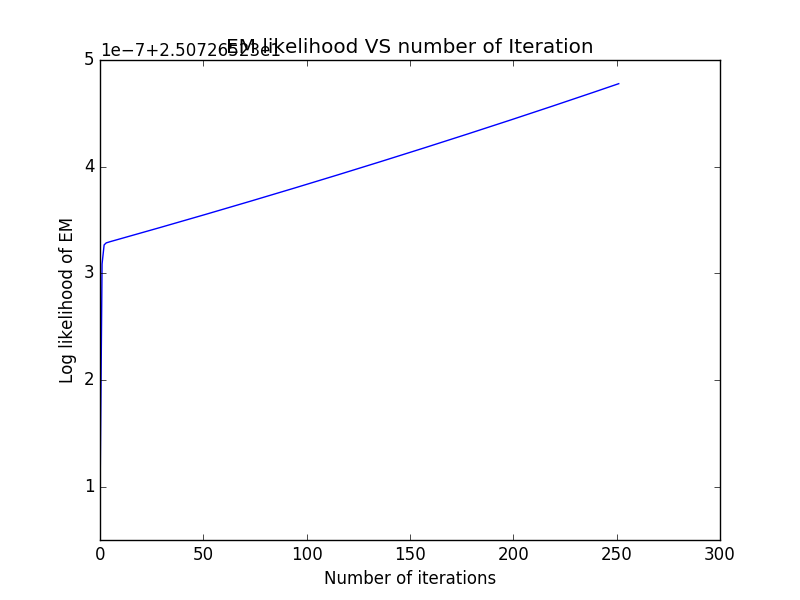 EM likelihood VS number of Iteration
1e−7+2.50726523e1
5
4
3
2
1
Log likelihood of EM
0 50 100 150 200 250 300
Number of iterations